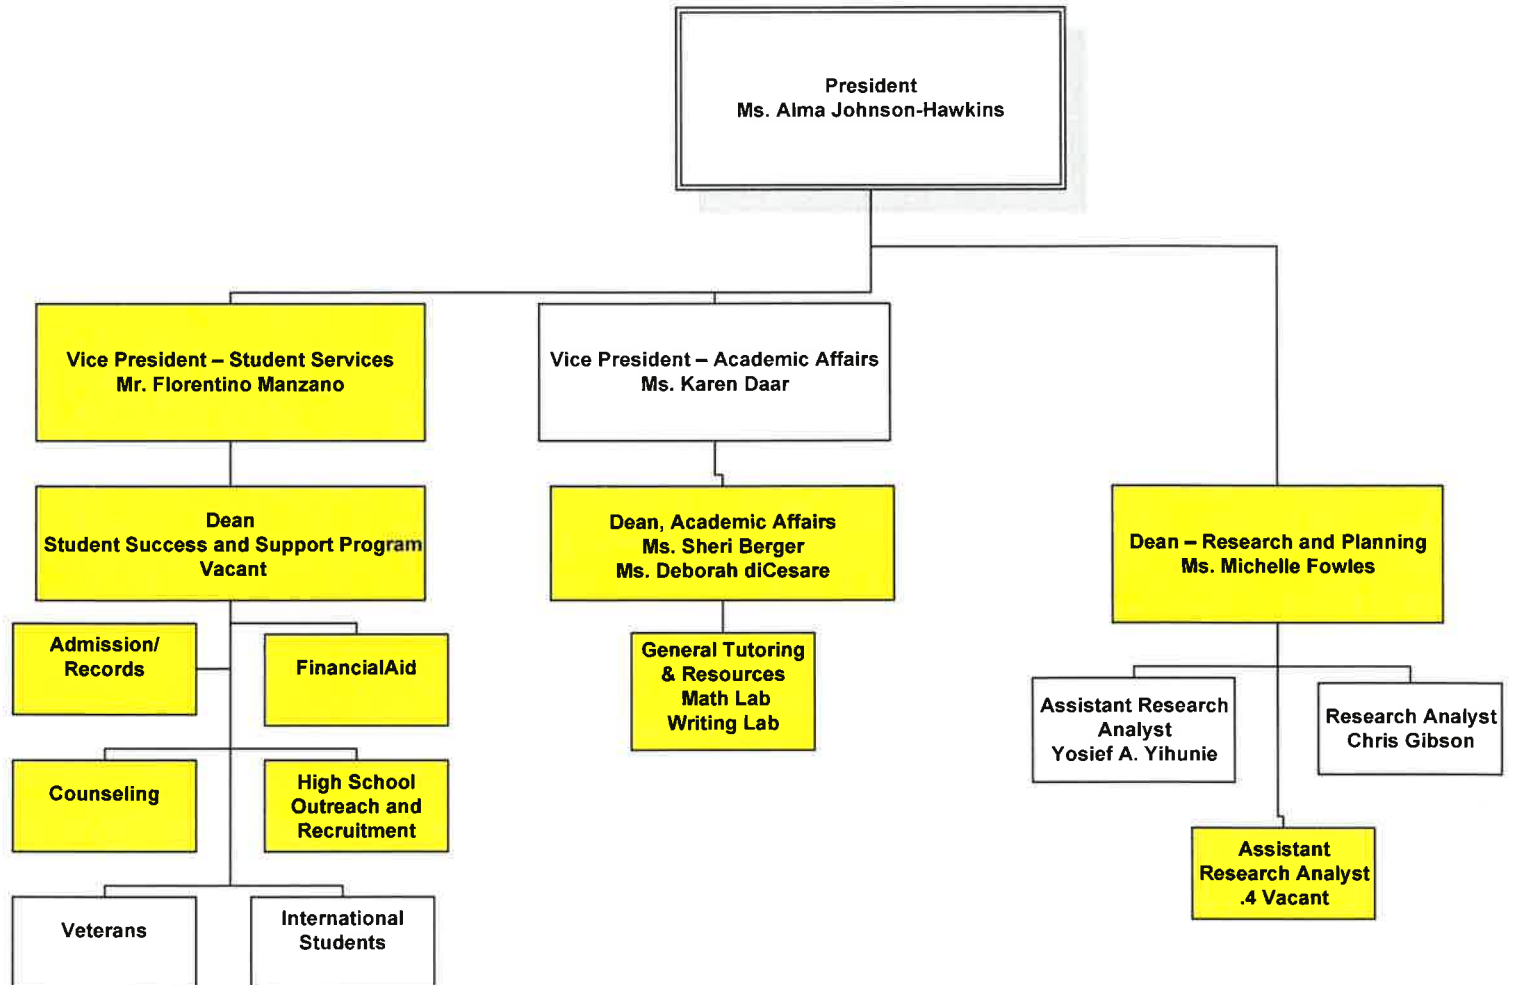 President
Ms. Alma Johnson-Hawkins
Vice President – Student Services
Mr. Florentino Manzano
Vice President – Academic Affairs
Ms. Karen Daar
Dean
Student Success and Support Program
Vacant
Dean, Academic Affairs
Ms. Sheri Berger
Ms. Deborah diCesare
Dean – Research and Planning
Ms. Michelle Fowles
Admission/
Records
FinancialAid
General Tutoring
& Resources
Math Lab
Writing Lab
Assistant Research
Analyst
Yosief A. Yihunie
Research Analyst
Chris Gibson
Counseling
High School
Outreach and
Recruitment
Assistant
Research Analyst
.4 Vacant
Veterans
International
Students